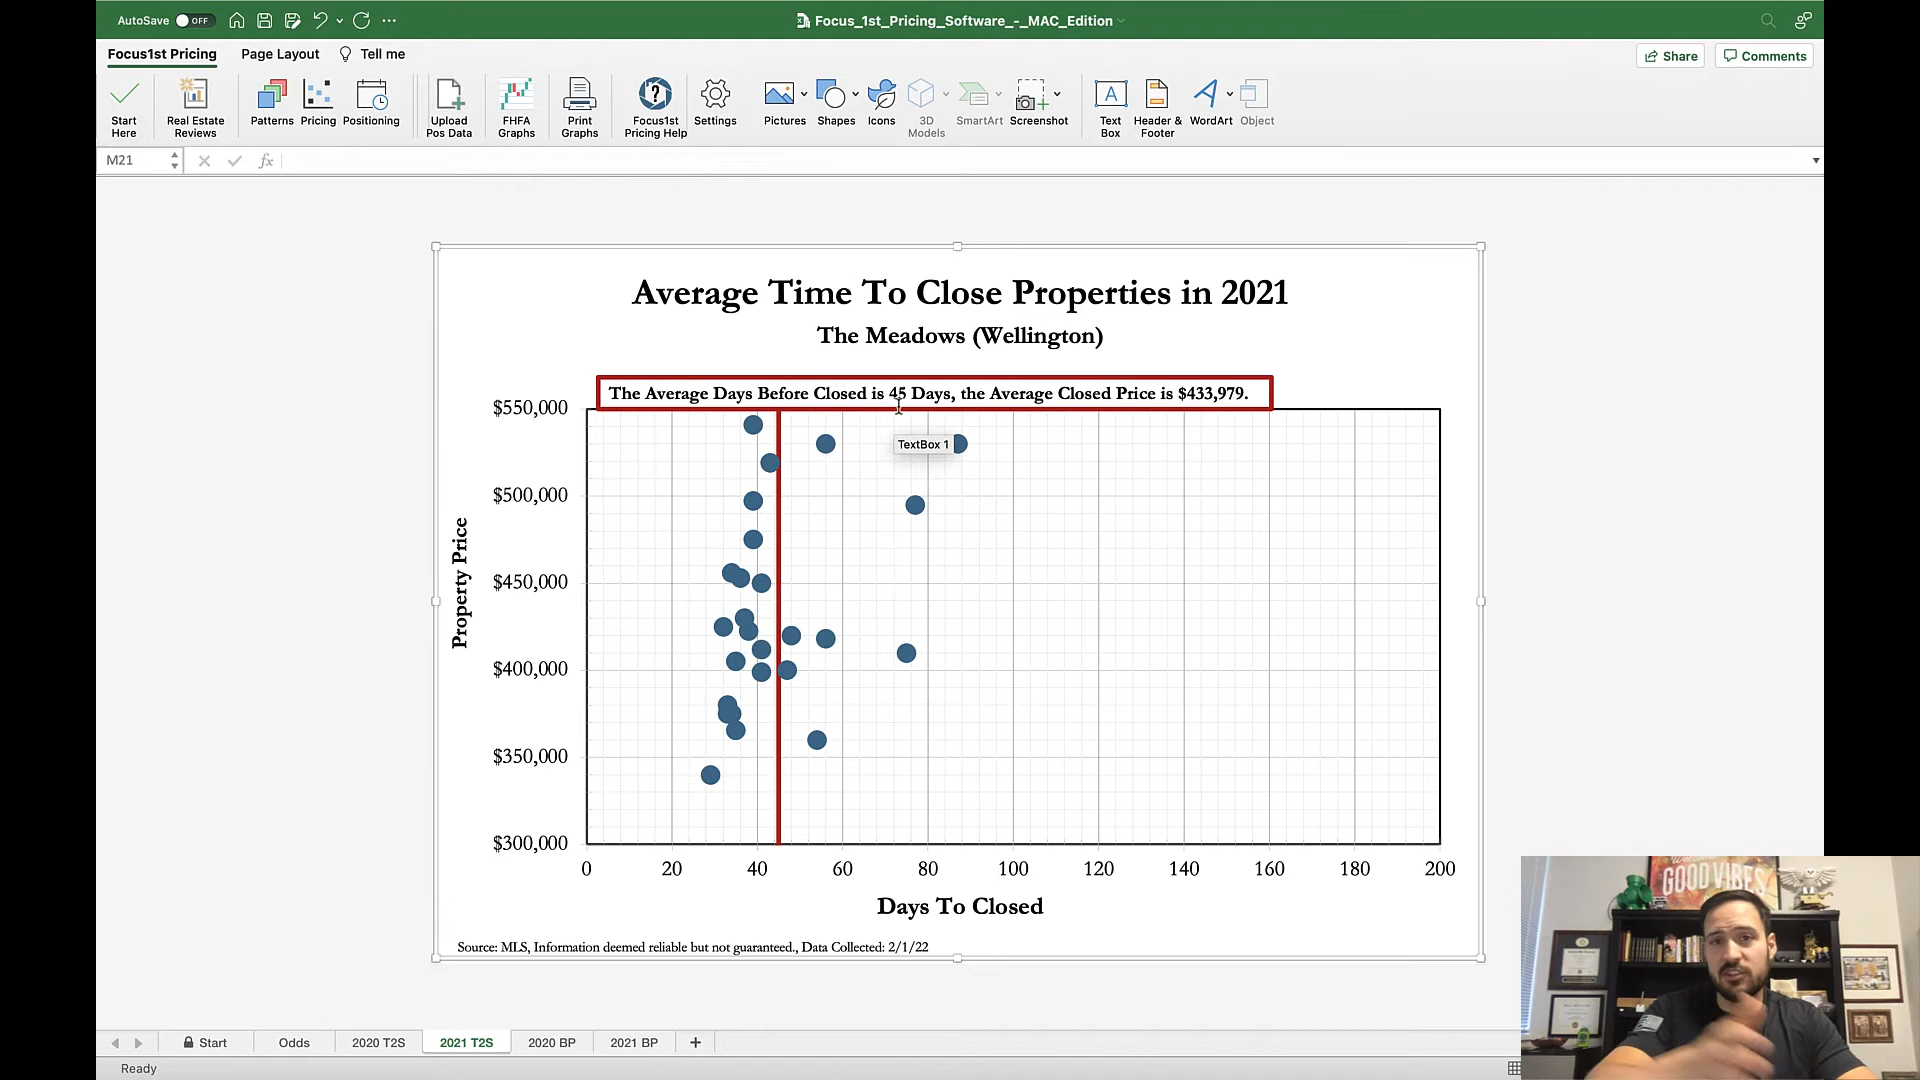 AutoSave OFF
Focus_1st_Pricing_Software_-_MAC_Edition
Focus1st Pricing Page Layout Tell me
Share Comments
Start Here
Real Estate Reviews
Patterns
Pricing
Positioning
Upload Pos Data
FHFA Graphs
Print Graphs
Focus1st Pricing Help
Settings
Pictures
Shapes
Icons
3D Models
SmartArt
Screenshot
Text Box
Header & Footer
WordArt
Object
M21 fx
Average Time To Close Properties in 2021
The Meadows (Wellington)
The Average Days Before Closed is 45 Days, the Average Closed Price is $433,979.
TextBox 1
Property Price
$550,000
$500,000
$450,000
$400,000
$350,000
$300,000
0 20 40 60 80 100 120 140 160 180 200
Days To Closed
Source: MLS, Information deemed reliable but not guaranteed., Data Collected: 2/1/22
GOOD VIBES
Start Odds 2020 T2S 2021 T2S 2020 BP 2021 BP +
Ready